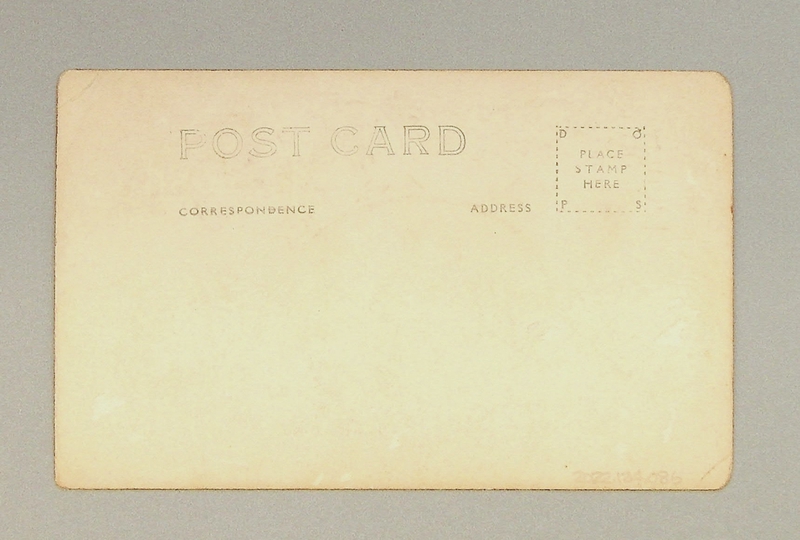 POST CARD
CORRESPONDENCE
ADDRESS
D O
PLACE
STAMP
HERE
P S